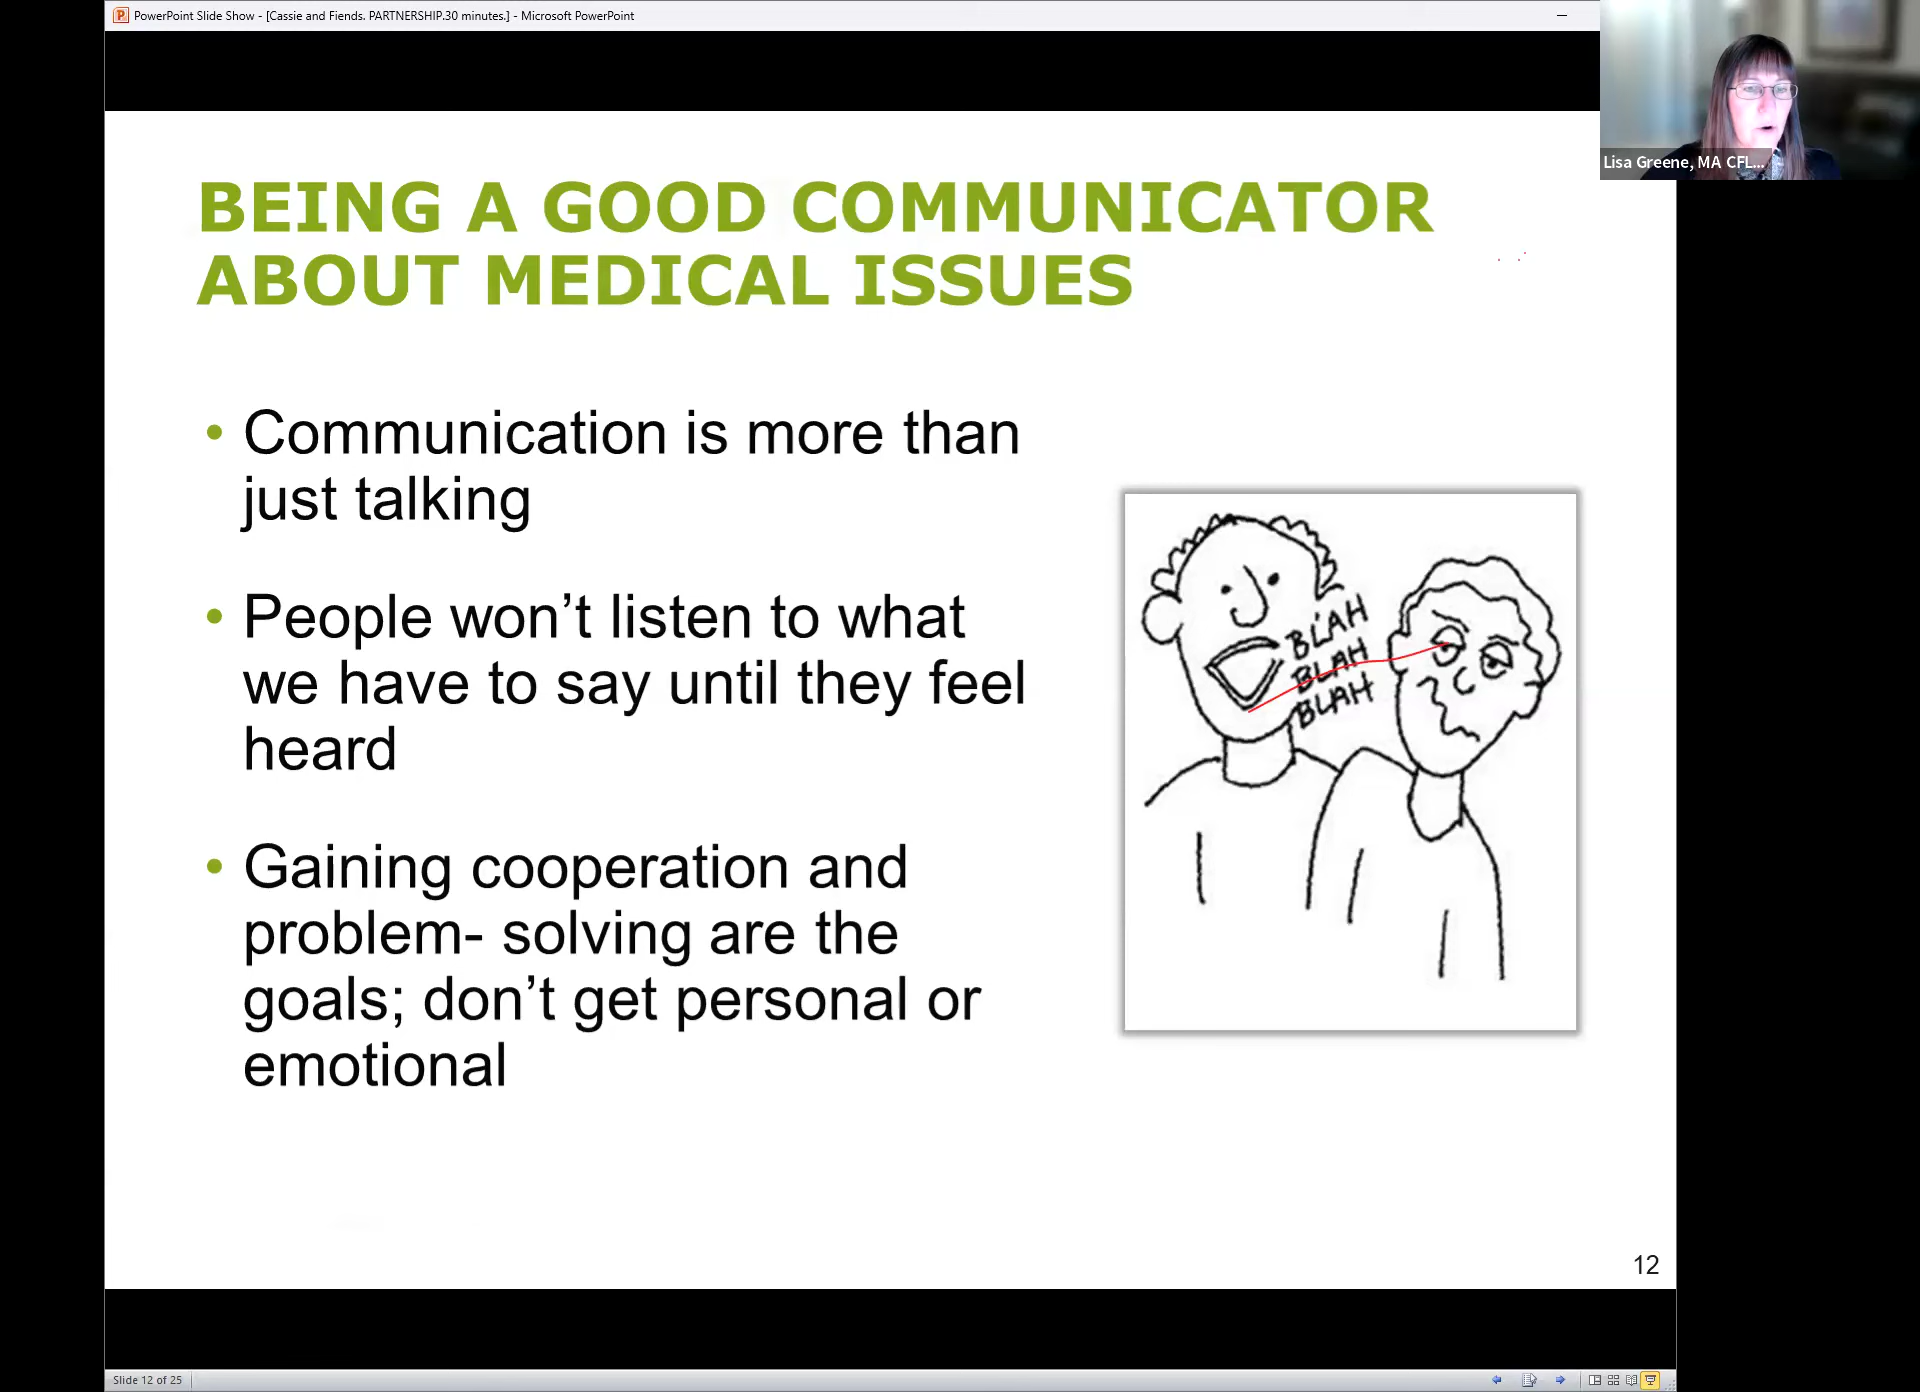 PowerPoint Slide Show - [Cassie and Fiends. PARTNERSHIP.30 minutes.] - Microsoft PowerPoint
Lisa Greene, MA CFL...
BEING A GOOD COMMUNICATOR
ABOUT MEDICAL ISSUES
• Communication is more than
just talking
• People won’t listen to what
we have to say until they feel
heard
• Gaining cooperation and
problem- solving are the
goals; don’t get personal or
emotional
BLAH
BLAH
BLAH
12
Slide 12 of 25